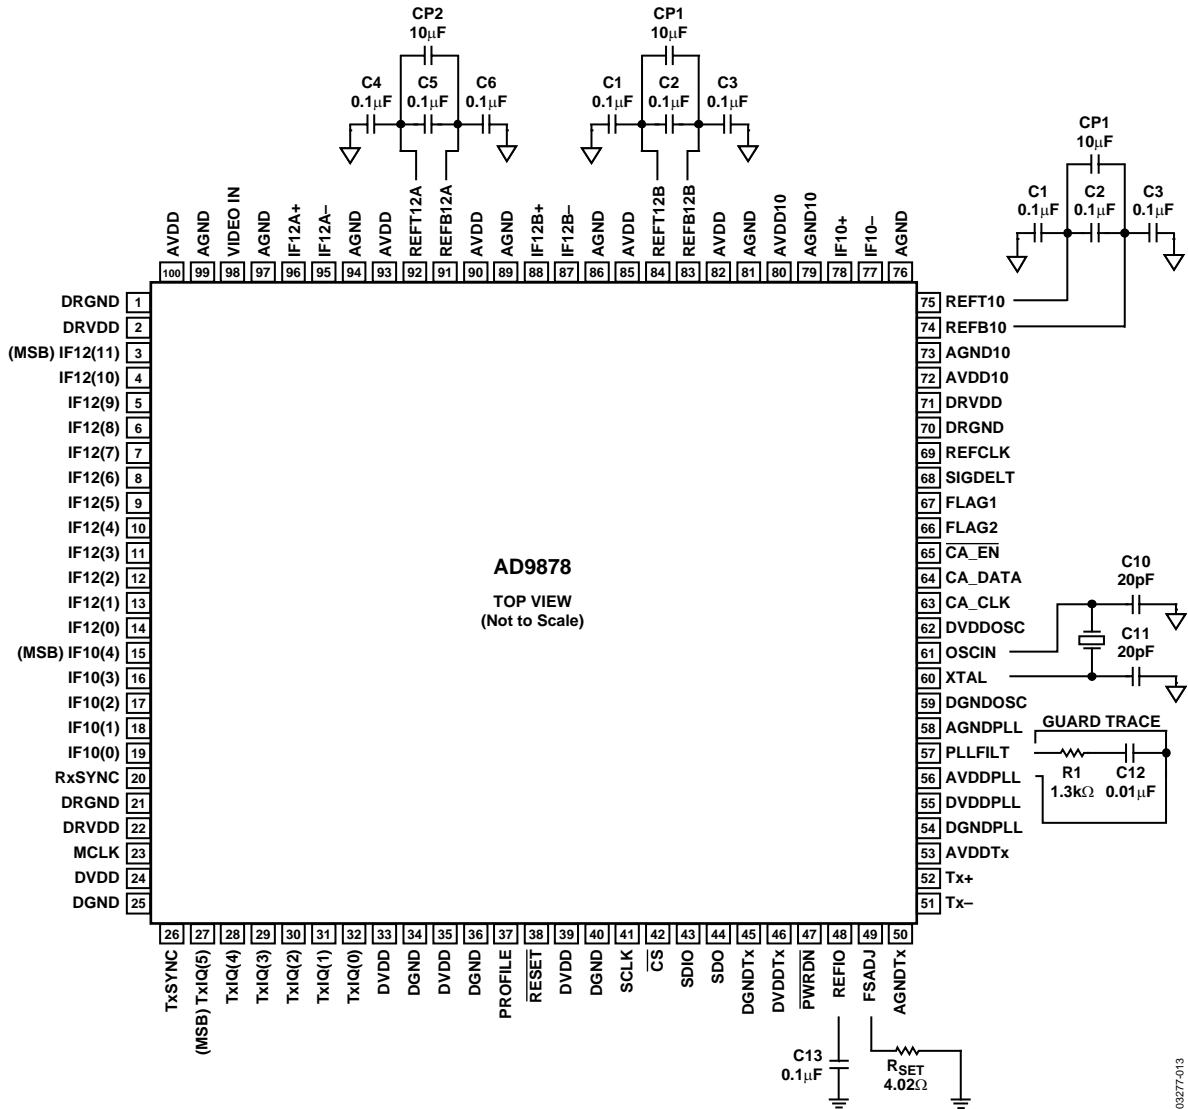 CP2
10μF
C4
0.1μF
C5
0.1μF
C6
0.1μF
CP1
10μF
C1
0.1μF
C2
0.1μF
C3
0.1μF
CP1
10μF
C1
0.1μF
C2
0.1μF
C3
0.1μF
AVDD
AGND
VIDEO IN
AGND
IF12A+
IF12A–
AGND
AVDD
REFT12A
REFB12A
AVDD
AGND
IF12B+
IF12B–
AGND
AVDD
REFT12B
REFB12B
AVDD
AGND
AVDD10
AGND10
IF10+
IF10–
AGND
100 99 98 97 96 95 94 93 92 91 90 89 88 87 86 85 84 83 82 81 80 79 78 77 76
DRGND 1
DRVDD 2
(MSB) IF12(11) 3
IF12(10) 4
IF12(9) 5
IF12(8) 6
IF12(7) 7
IF12(6) 8
IF12(5) 9
IF12(4) 10
IF12(3) 11
IF12(2) 12
IF12(1) 13
IF12(0) 14
(MSB) IF10(4) 15
IF10(3) 16
IF10(2) 17
IF10(1) 18
IF10(0) 19
RxSYNC 20
DRGND 21
DRVDD 22
MCLK 23
DVDD 24
DGND 25
AD9878
TOP VIEW
(Not to Scale)
75 REFT10
74 REFB10
73 AGND10
72 AVDD10
71 DRVDD
70 DRGND
69 REFCLK
68 SIGDELT
67 FLAG1
66 FLAG2
65 CA_EN
64 CA_DATA
63 CA_CLK
62 DVDDOSC
61 OSCIN
60 XTAL
59 DGNDOSC
58 AGNDPLL
57 PLLFILT
56 AVDDPLL
55 DVDDPLL
54 DGNDPLL
53 AVDDTx
52 Tx+
51 Tx–
C10
20pF
C11
20pF
GUARD TRACE
R1
1.3kΩ
C12
0.01μF
26 27 28 29 30 31 32 33 34 35 36 37 38 39 40 41 42 43 44 45 46 47 48 49 50
TxSYNC
(MSB) TxIQ(5)
TxIQ(4)
TxIQ(3)
TxIQ(2)
TxIQ(1)
TxIQ(0)
DVDD
DGND
DVDD
DGND
PROFILE
RESET
DVDD
DGND
SCLK
CS
SDIO
SDO
DGNDTx
DVDDTx
PWRDN
REFIO
FSADJ
AGNDTx
C13
0.1μF
RSET
4.02Ω
03277-013